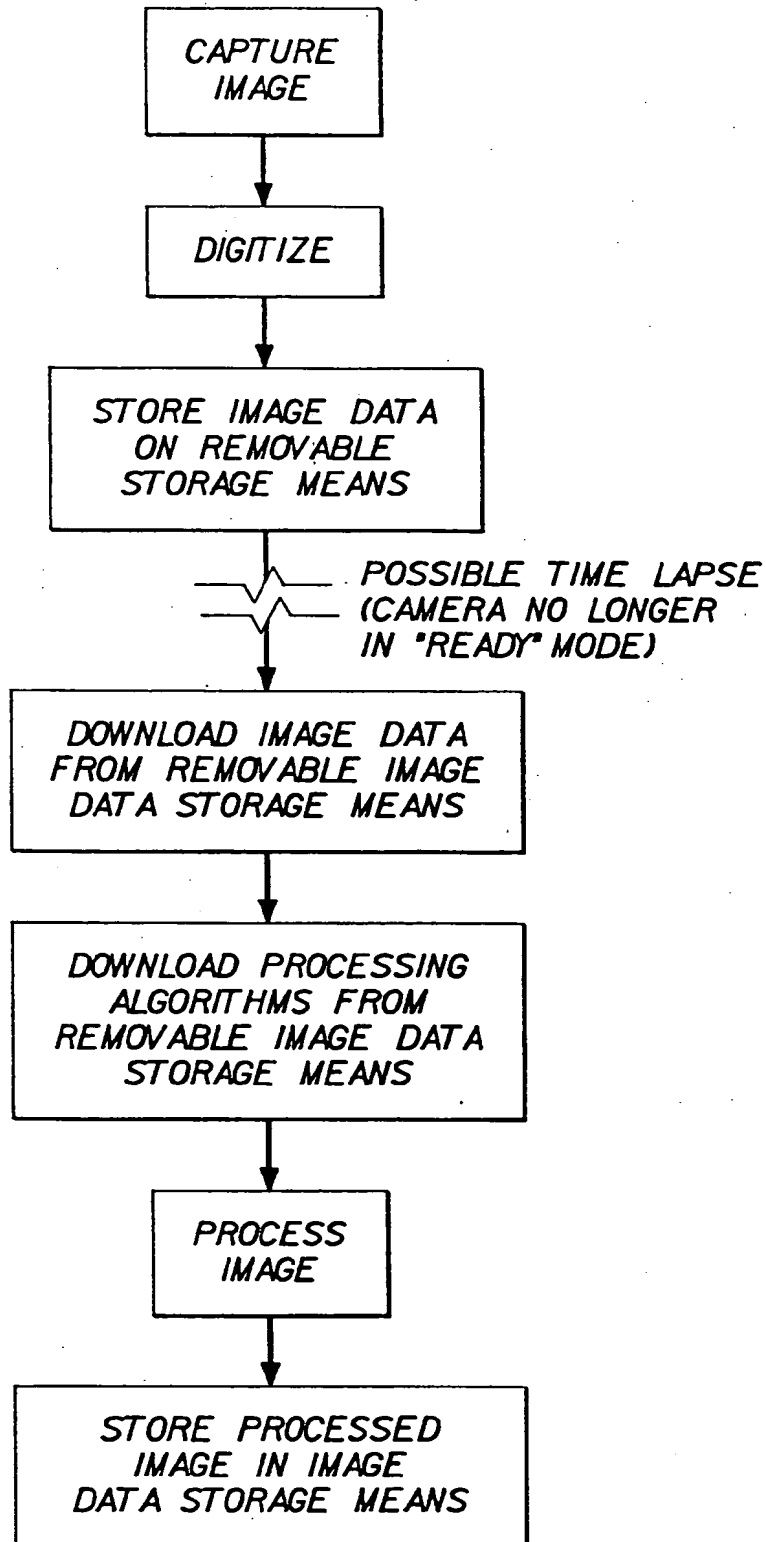 CAPTURE
IMAGE
DIGITIZE
STORE IMAGE DATA
ON REMOVABLE
STORAGE MEANS
POSSIBLE TIME LAPSE
(CAMERA NO LONGER
IN "READY" MODE)
DOWNLOAD IMAGE DATA
FROM REMOVABLE IMAGE
DATA STORAGE MEANS
DOWNLOAD PROCESSING
ALGORITHMS FROM
REMOVABLE IMAGE DATA
STORAGE MEANS
PROCESS
IMAGE
STORE PROCESSED
IMAGE IN IMAGE
DATA STORAGE MEANS